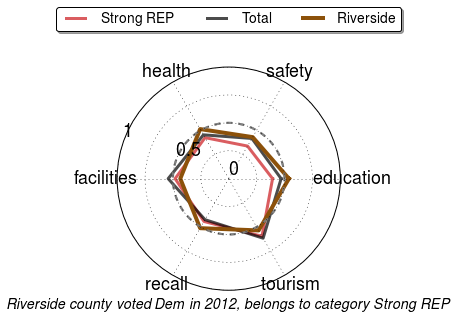 Strong REP Total Riverside
health safety
1
0.5
0
facilities education
recall tourism
Riverside county voted Dem in 2012, belongs to category Strong REP